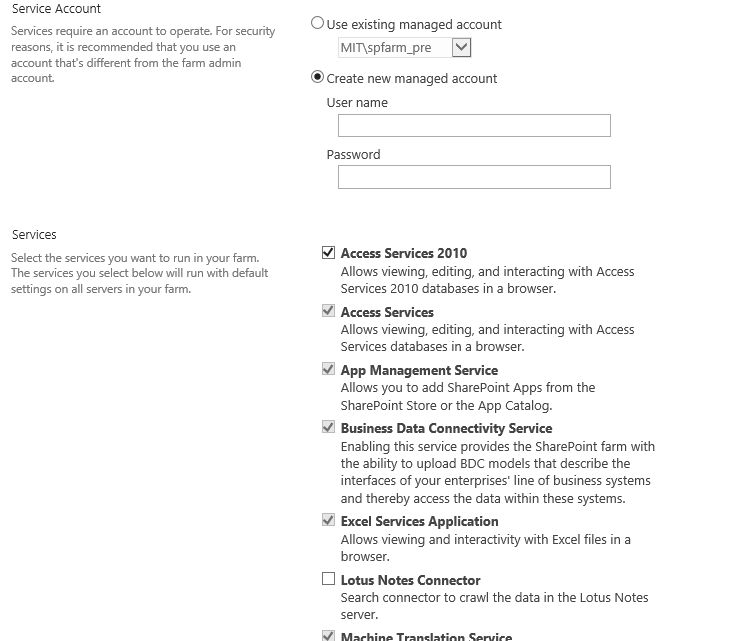 Service Account
Services require an account to operate. For security
reasons, it is recommended that you use an
account that's different from the farm admin
account.
Use existing managed account
MIT\spfarm_pre
Create new managed account
User name
Password
Services
Select the services you want to run in your farm.
The services you select below will run with default
settings on all servers in your farm.
Access Services 2010
Allows viewing, editing, and interacting with Access
Services 2010 databases in a browser.
Access Services
Allows viewing, editing, and interacting with Access
Services databases in a browser.
App Management Service
Allows you to add SharePoint Apps from the
SharePoint Store or the App Catalog.
Business Data Connectivity Service
Enabling this service provides the SharePoint farm with
the ability to upload BDC models that describe the
interfaces of your enterprises' line of business systems
and thereby access the data within these systems.
Excel Services Application
Allows viewing and interactivity with Excel files in a
browser.
Lotus Notes Connector
Search connector to crawl the data in the Lotus Notes
server.
Machine Translation Service